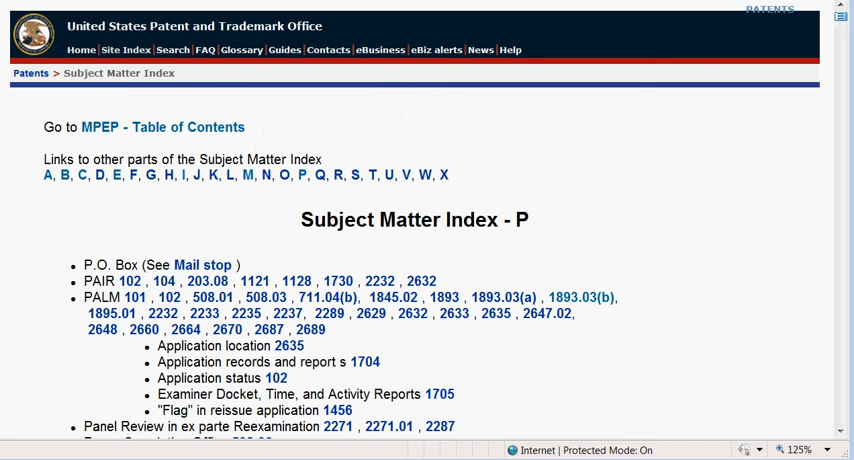 PATENTS
United States Patent and Trademark Office
Home|Site Index|Search|FAQ|Glossary|Guides|Contacts|eBusiness|eBiz alerts|News|Help
Patents > Subject Matter Index
Go to MPEP - Table of Contents
Links to other parts of the Subject Matter Index
A, B, C, D, E, F, G, H, I, J, K, L, M, N, O, P, Q, R, S, T, U, V, W, X
Subject Matter Index - P
• P.O. Box (See Mail stop )
• PAIR 102 , 104 , 203.08 , 1121 , 1128 , 1730 , 2232 , 2632
• PALM 101 , 102 , 508.01 , 508.03 , 711.04(b), 1845.02 , 1893 , 1893.03(a) , 1893.03(b),
1895.01 , 2232 , 2233 , 2235 , 2237, 2289 , 2629 , 2632 , 2633 , 2635 , 2647.02,
2648 , 2660 , 2664 , 2670 , 2687 , 2689
• Application location 2635
• Application records and report s 1704
• Application status 102
• Examiner Docket, Time, and Activity Reports 1705
• "Flag" in reissue application 1456
• Panel Review in ex parte Reexamination 2271 , 2271.01 , 2287
Internet | Protected Mode: On
125%